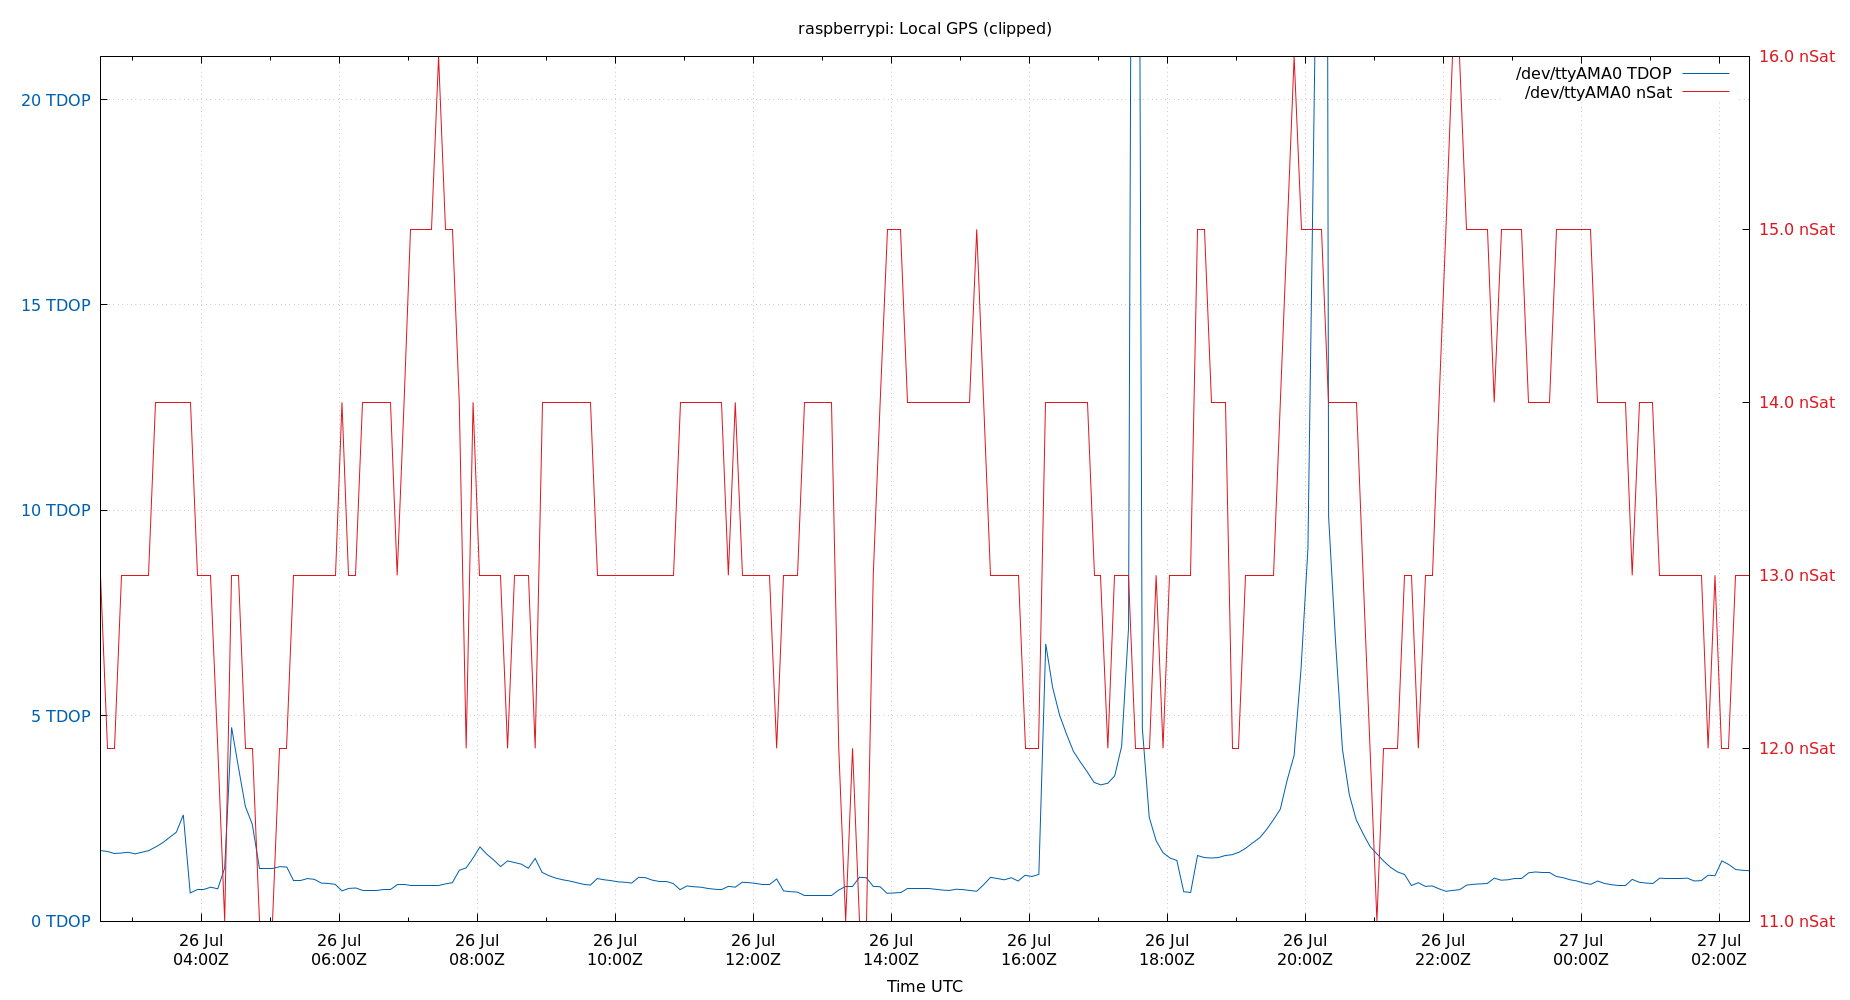 raspberrypi: Local GPS (clipped)
16.0 nSat
/dev/ttyAMA0 TDOP
/dev/ttyAMA0 nSat
20 TDOP
15.0 nSat
15 TDOP
14.0 nSat
10 TDOP
13.0 nSat
5 TDOP
12.0 nSat
0 TDOP
11.0 nSat
26 Jul 26 Jul 26 Jul 26 Jul 26 Jul 26 Jul 26 Jul 26 Jul 26 Jul 26 Jul 27 Jul 27 Jul
04:00Z 06:00Z 08:00Z 10:00Z 12:00Z 14:00Z 16:00Z 18:00Z 20:00Z 22:00Z 00:00Z 02:00Z
Time UTC